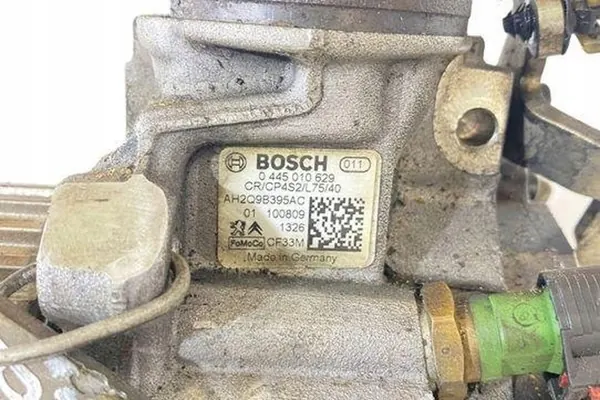 BOSCH 011
0 445 010 629
CR/CP4S2/L75/40
AH2Q9B395AC
01 100809
1326
FoMoCo CF33M
Made in Germany